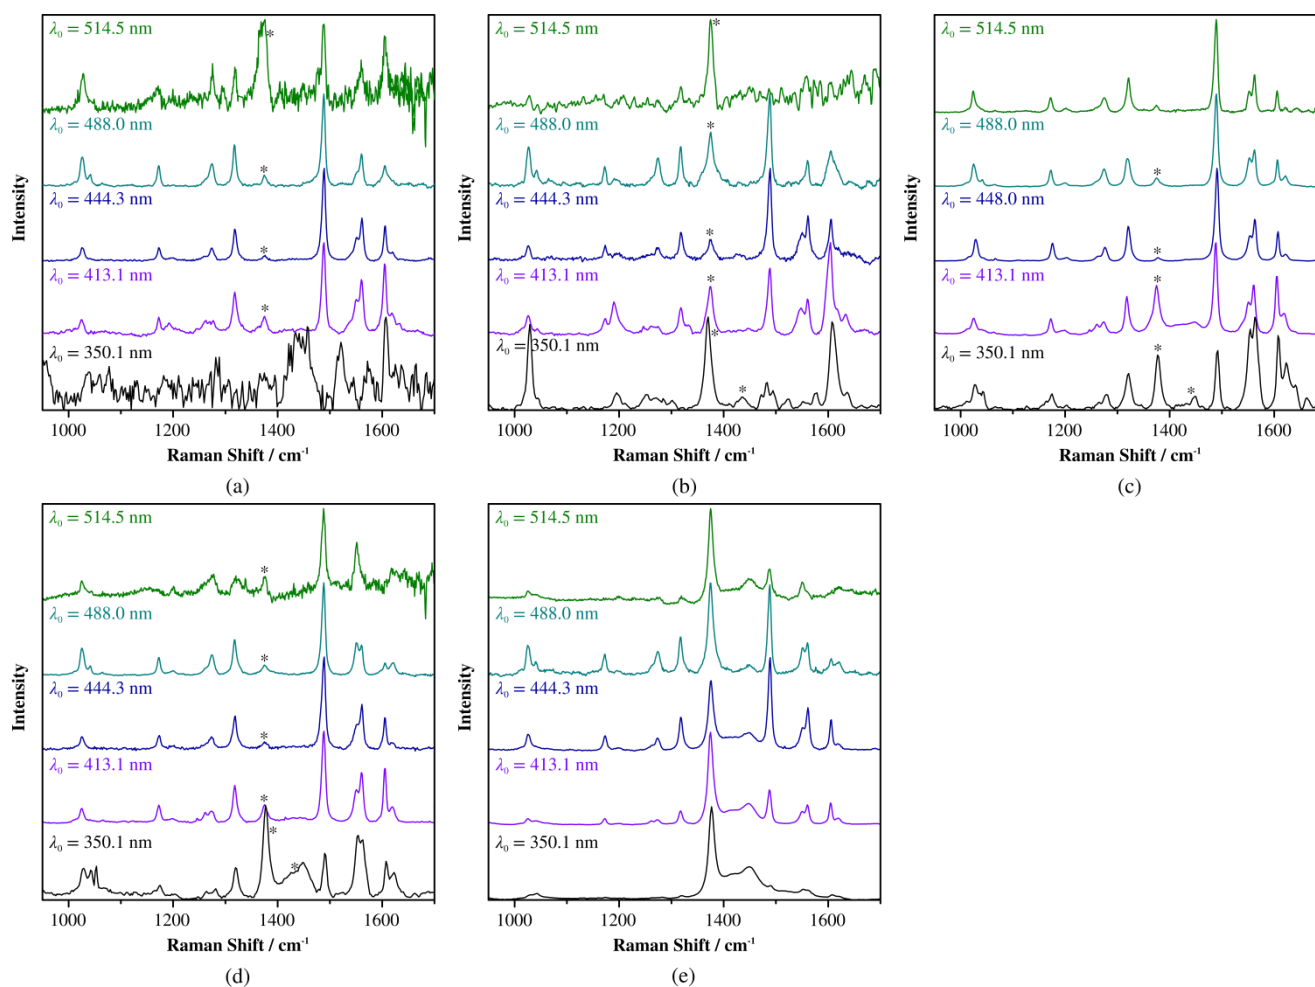 λ₀ = 514.5 nm
*
λ₀ = 488.0 nm
*
λ₀ = 444.3 nm
*
λ₀ = 413.1 nm
*
λ₀ = 350.1 nm
Intensity
1000 1200 1400 1600
Raman Shift / cm⁻¹
(a)
λ₀ = 514.5 nm
*
λ₀ = 488.0 nm
*
λ₀ = 444.3 nm
*
λ₀ = 413.1 nm
*
λ₀ = 350.1 nm
*
*
Intensity
1000 1200 1400 1600
Raman Shift / cm⁻¹
(b)
λ₀ = 514.5 nm
λ₀ = 488.0 nm
*
λ₀ = 448.0 nm
*
λ₀ = 413.1 nm
*
λ₀ = 350.1 nm
*
*
Intensity
1000 1200 1400 1600
Raman Shift / cm⁻¹
(c)
λ₀ = 514.5 nm
*
λ₀ = 488.0 nm
*
λ₀ = 444.3 nm
*
λ₀ = 413.1 nm
*
λ₀ = 350.1 nm
*
*
Intensity
1000 1200 1400 1600
Raman Shift / cm⁻¹
(d)
λ₀ = 514.5 nm
λ₀ = 488.0 nm
λ₀ = 444.3 nm
λ₀ = 413.1 nm
λ₀ = 350.1 nm
Intensity
1000 1200 1400 1600
Raman Shift / cm⁻¹
(e)